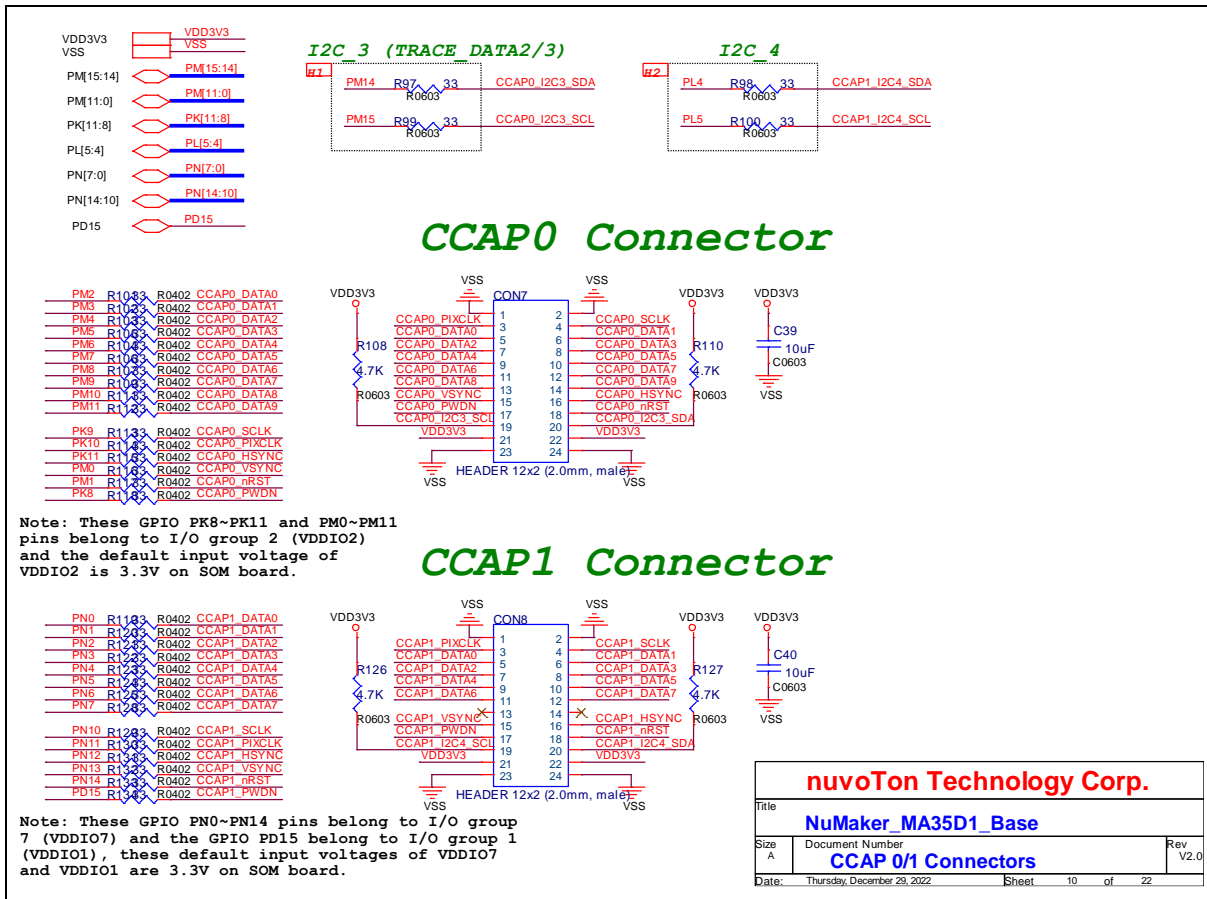 VDD3V3 VDD3V3
VSS VSS
PM[15:14] PM[15:14]
PM[11:0] PM[11:0]
PK[11:8] PK[11:8]
PL[5:4] PL[5:4]
PN[7:0] PN[7:0]
PN[14:10] PN[14:10]
PD15 PD15
I2C_3 (TRACE_DATA2/3)
H1
PM14 R97 33 CCAP0_I2C3_SDA
R0603
PM15 R99 33 CCAP0_I2C3_SCL
R0603
I2C_4
H2
PL4 R98 33 CCAP1_I2C4_SDA
R0603
PL5 R100 33 CCAP1_I2C4_SCL
R0603
CCAP0 Connector
PM2 R0402 CCAP0_DATA0
PM3 R0402 CCAP0_DATA1
PM4 R0402 CCAP0_DATA2
PM5 R0402 CCAP0_DATA3
PM6 R0402 CCAP0_DATA4
PM7 R0402 CCAP0_DATA5
PM8 R0402 CCAP0_DATA6
PM9 R0402 CCAP0_DATA7
PM10 R0402 CCAP0_DATA8
PM11 R0402 CCAP0_DATA9
PK9 R0402 CCAP0_SCLK
PK10 R0402 CCAP0_PIXCLK
PK11 R0402 CCAP0_HSYNC
PM0 R0402 CCAP0_VSYNC
PM1 R0402 CCAP0_nRST
PK8 R0402 CCAP0_PWDN
VDD3V3
R108
4.7K
R0603
VSS VSS
CON7
1 2
CCAP0_PIXCLK 3 4 CCAP0_SCLK
CCAP0_DATA0 5 6 CCAP0_DATA1
CCAP0_DATA2 7 8 CCAP0_DATA3
CCAP0_DATA4 9 10 CCAP0_DATA5
CCAP0_DATA6 11 12 CCAP0_DATA7
CCAP0_DATA8 13 14 CCAP0_DATA9
CCAP0_VSYNC 15 16 CCAP0_HSYNC
CCAP0_PWDN 17 18 CCAP0_nRST
CCAP0_I2C3_SCL 19 20 CCAP0_I2C3_SDA
VDD3V3 21 22 VDD3V3
23 24
HEADER 12x2 (2.0mm, male)
VSS VSS
VDD3V3
R110
4.7K
R0603
VDD3V3
C39
10uF
C0603
VSS
Note: These GPIO PK8~PK11 and PM0~PM11
pins belong to I/O group 2 (VDDIO2)
and the default input voltage of
VDDIO2 is 3.3V on SOM board.
CCAP1 Connector
PN0 R0402 CCAP1_DATA0
PN1 R0402 CCAP1_DATA1
PN2 R0402 CCAP1_DATA2
PN3 R0402 CCAP1_DATA3
PN4 R0402 CCAP1_DATA4
PN5 R0402 CCAP1_DATA5
PN6 R0402 CCAP1_DATA6
PN7 R0402 CCAP1_DATA7
PN10 R0402 CCAP1_SCLK
PN11 R0402 CCAP1_PIXCLK
PN12 R0402 CCAP1_HSYNC
PN13 R0402 CCAP1_VSYNC
PN14 R0402 CCAP1_nRST
PD15 R0402 CCAP1_PWDN
VDD3V3
R126
4.7K
R0603
VSS VSS
CON8
1 2
CCAP1_PIXCLK 3 4 CCAP1_SCLK
CCAP1_DATA0 5 6 CCAP1_DATA1
CCAP1_DATA2 7 8 CCAP1_DATA3
CCAP1_DATA4 9 10 CCAP1_DATA5
CCAP1_DATA6 11 12 CCAP1_DATA7
13 14
CCAP1_VSYNC 15 16 CCAP1_HSYNC
CCAP1_PWDN 17 18 CCAP1_nRST
CCAP1_I2C4_SCL 19 20 CCAP1_I2C4_SDA
VDD3V3 21 22 VDD3V3
23 24
HEADER 12x2 (2.0mm, male)
VSS VSS
VDD3V3
R127
4.7K
R0603
VDD3V3
C40
10uF
C0603
VSS
Note: These GPIO PN0~PN14 pins belong to I/O group
7 (VDDIO7) and the GPIO PD15 belong to I/O group 1
(VDDIO1), these default input voltages of VDDIO7
and VDDIO1 are 3.3V on SOM board.
nuvoTon Technology Corp.
Title
NuMaker_MA35D1_Base
Size Document Number Rev
A CCAP 0/1 Connectors V2.0
Date: Thursday, December 29, 2022 Sheet 10 of 22